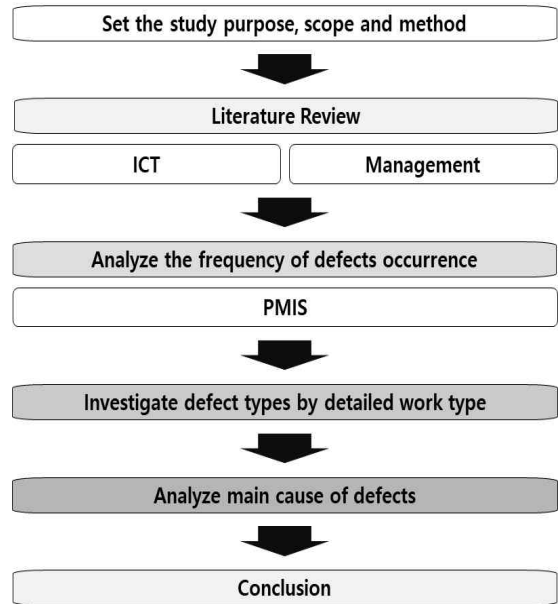 Set the study purpose, scope and method
Literature Review
ICT
Management
Analyze the frequency of defects occurrence
PMIS
Investigate defect types by detailed work type
Analyze main cause of defects
Conclusion